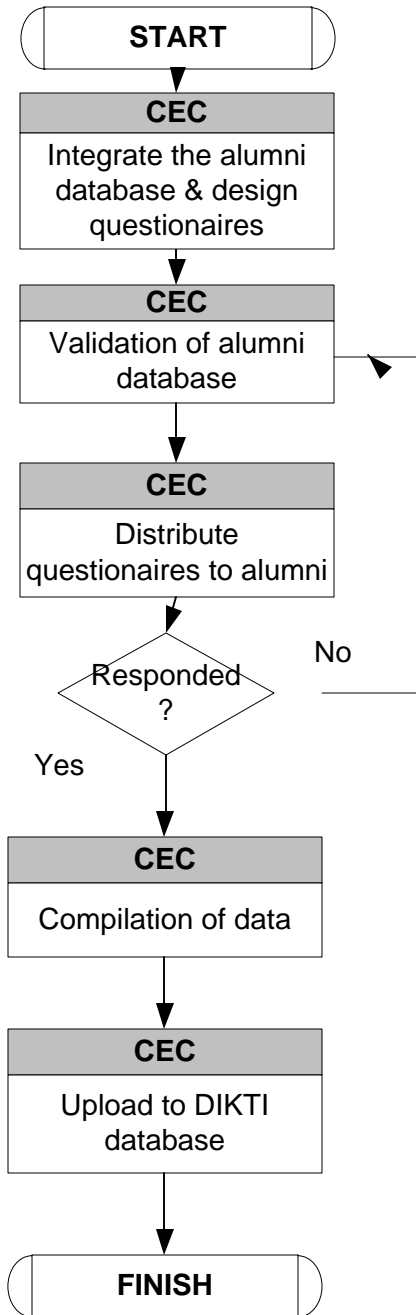 START
CEC
Integrate the alumni
database & design
questionaires
CEC
Validation of alumni
database
CEC
Distribute
questionaires to alumni
Responded
?
No
Yes
CEC
Compilation of data
CEC
Upload to DIKTI
database
FINISH